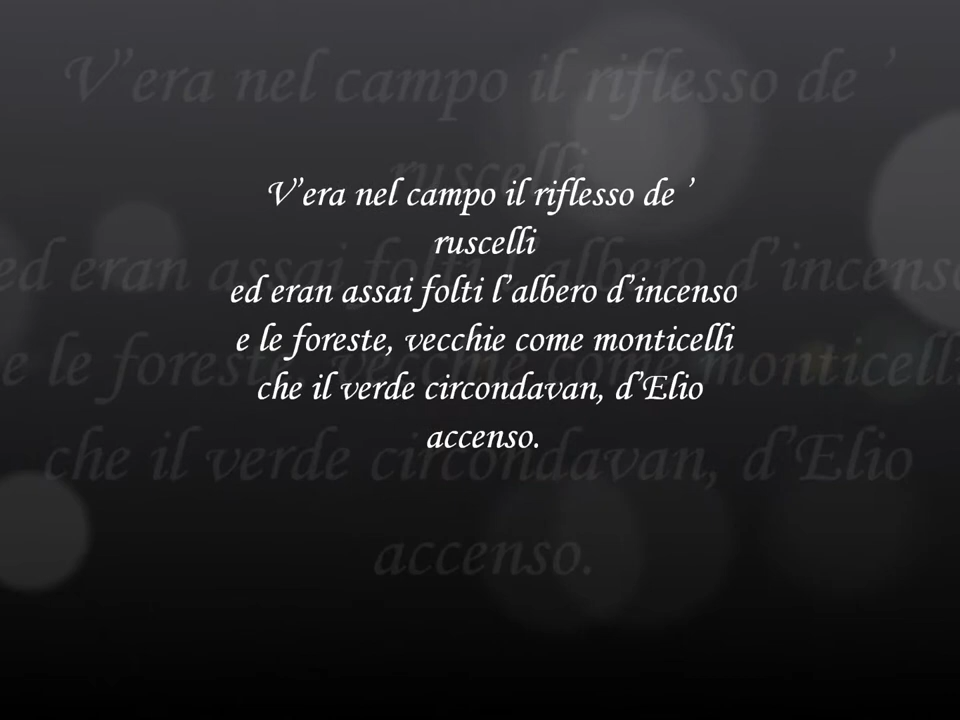 V’era nel campo il riflesso de ’
ruscelli
ed eran assai folti l’albero d’incenso
e le foreste, vecchie come monticelli
che il verde circondavan, d’Elio
accenso.